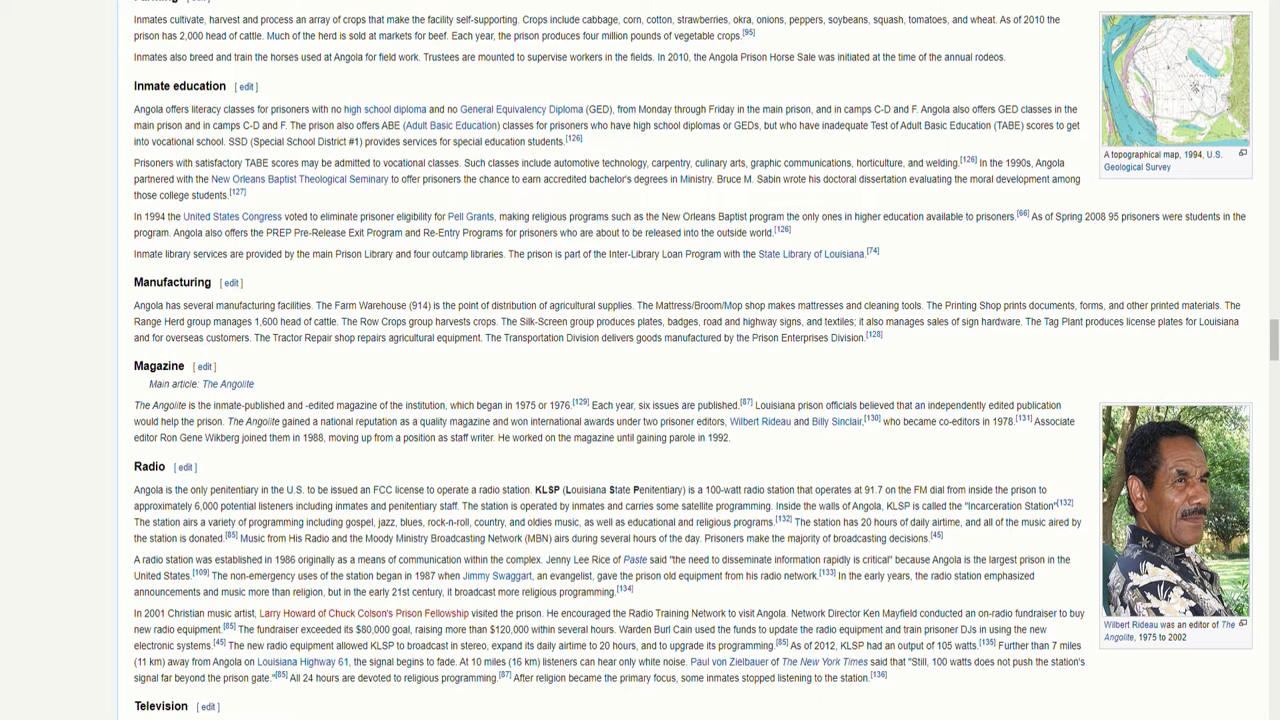 Inmates cultivate, harvest and process an array of crops that make the facility self-supporting. Crops include cabbage, corn, cotton, strawberries, okra, onions, peppers, soybeans, squash, tomatoes, and wheat. As of 2010 the
prison has 2,000 head of cattle. Much of the herd is sold at markets for beef. Each year, the prison produces four million pounds of vegetable crops.[95]
Inmates also breed and train the horses used at Angola for field work. Trustees are mounted to supervise workers in the fields. In 2010, the Angola Prison Horse Sale was initiated at the time of the annual rodeos.
Inmate education [ edit ]
Angola offers literacy classes for prisoners with no high school diploma and no General Equivalency Diploma (GED), from Monday through Friday in the main prison, and in camps C-D and F. Angola also offers GED classes in the
main prison and in camps C-D and F. The prison also offers ABE (Adult Basic Education) classes for prisoners who have high school diplomas or GEDs, but who have inadequate Test of Adult Basic Education (TABE) scores to get
into vocational school. SSD (Special School District #1) provides services for special education students.[126]
Prisoners with satisfactory TABE scores may be admitted to vocational classes. Such classes include automotive technology, carpentry, culinary arts, graphic communications, horticulture, and welding.[126] In the 1990s, Angola
partnered with the New Orleans Baptist Theological Seminary to offer prisoners the chance to earn accredited bachelor's degrees in Ministry. Bruce M. Sabin wrote his doctoral dissertation evaluating the moral development among
those college students.[127]
A topographical map, 1994, U.S.
Geological Survey
In 1994 the United States Congress voted to eliminate prisoner eligibility for Pell Grants, making religious programs such as the New Orleans Baptist program the only ones in higher education available to prisoners.[66] As of Spring 2008 95 prisoners were students in the
program. Angola also offers the PREP Pre-Release Exit Program and Re-Entry Programs for prisoners who are about to be released into the outside world.[126]
Inmate library services are provided by the main Prison Library and four outcamp libraries. The prison is part of the Inter-Library Loan Program with the State Library of Louisiana.[74]
Manufacturing [ edit ]
Angola has several manufacturing facilities. The Farm Warehouse (914) is the point of distribution of agricultural supplies. The Mattress/Broom/Mop shop makes mattresses and cleaning tools. The Printing Shop prints documents, forms, and other printed materials. The
Range Herd group manages 1,600 head of cattle. The Row Crops group harvests crops. The Silk-Screen group produces plates, badges, road and highway signs, and textiles; it also manages sales of sign hardware. The Tag Plant produces license plates for Louisiana
and for overseas customers. The Tractor Repair shop repairs agricultural equipment. The Transportation Division delivers goods manufactured by the Prison Enterprises Division.[128]
Magazine [ edit ]
Main article: The Angolite
The Angolite is the inmate-published and -edited magazine of the institution, which began in 1975 or 1976.[129] Each year, six issues are published.[87] Louisiana prison officials believed that an independently edited publication
would help the prison. The Angolite gained a national reputation as a quality magazine and won international awards under two prisoner editors, Wilbert Rideau and Billy Sinclair,[130] who became co-editors in 1978.[131] Associate
editor Ron Gene Wikberg joined them in 1988, moving up from a position as staff writer. He worked on the magazine until gaining parole in 1992.
Radio [ edit ]
Angola is the only penitentiary in the U.S. to be issued an FCC license to operate a radio station. KLSP (Louisiana State Penitentiary) is a 100-watt radio station that operates at 91.7 on the FM dial from inside the prison to
approximately 6,000 potential listeners including inmates and penitentiary staff. The station is operated by inmates and carries some satellite programming. Inside the walls of Angola, KLSP is called the "Incarceration Station"[132]
The station airs a variety of programming including gospel, jazz, blues, rock-n-roll, country, and oldies music, as well as educational and religious programs.[132] The station has 20 hours of daily airtime, and all of the music aired by
the station is donated.[85] Music from His Radio and the Moody Ministry Broadcasting Network (MBN) airs during several hours of the day. Prisoners make the majority of broadcasting decisions.[45]
A radio station was established in 1986 originally as a means of communication within the complex. Jenny Lee Rice of Paste said "the need to disseminate information rapidly is critical" because Angola is the largest prison in the
United States.[109] The non-emergency uses of the station began in 1987 when Jimmy Swaggart, an evangelist, gave the prison old equipment from his radio network.[133] In the early years, the radio station emphasized
announcements and music more than religion, but in the early 21st century, it broadcast more religious programming.[134]
In 2001 Christian music artist, Larry Howard of Chuck Colson's Prison Fellowship visited the prison. He encouraged the Radio Training Network to visit Angola. Network Director Ken Mayfield conducted an on-radio fundraiser to buy
new radio equipment.[85] The fundraiser exceeded its $80,000 goal, raising more than $120,000 within several hours. Warden Burl Cain used the funds to update the radio equipment and train prisoner DJs in using the new
electronic systems.[45] The new radio equipment allowed KLSP to broadcast in stereo, expand its daily airtime to 20 hours, and to upgrade its programming.[85] As of 2012, KLSP had an output of 105 watts.[135] Further than 7 miles
(11 km) away from Angola on Louisiana Highway 61, the signal begins to fade. At 10 miles (16 km) listeners can hear only white noise. Paul von Zielbauer of The New York Times said that "Still, 100 watts does not push the station's
signal far beyond the prison gate."[85] All 24 hours are devoted to religious programming.[87] After religion became the primary focus, some inmates stopped listening to the station.[136]
Wilbert Rideau was an editor of The
Angolite, 1975 to 2002
Television [ edit ]